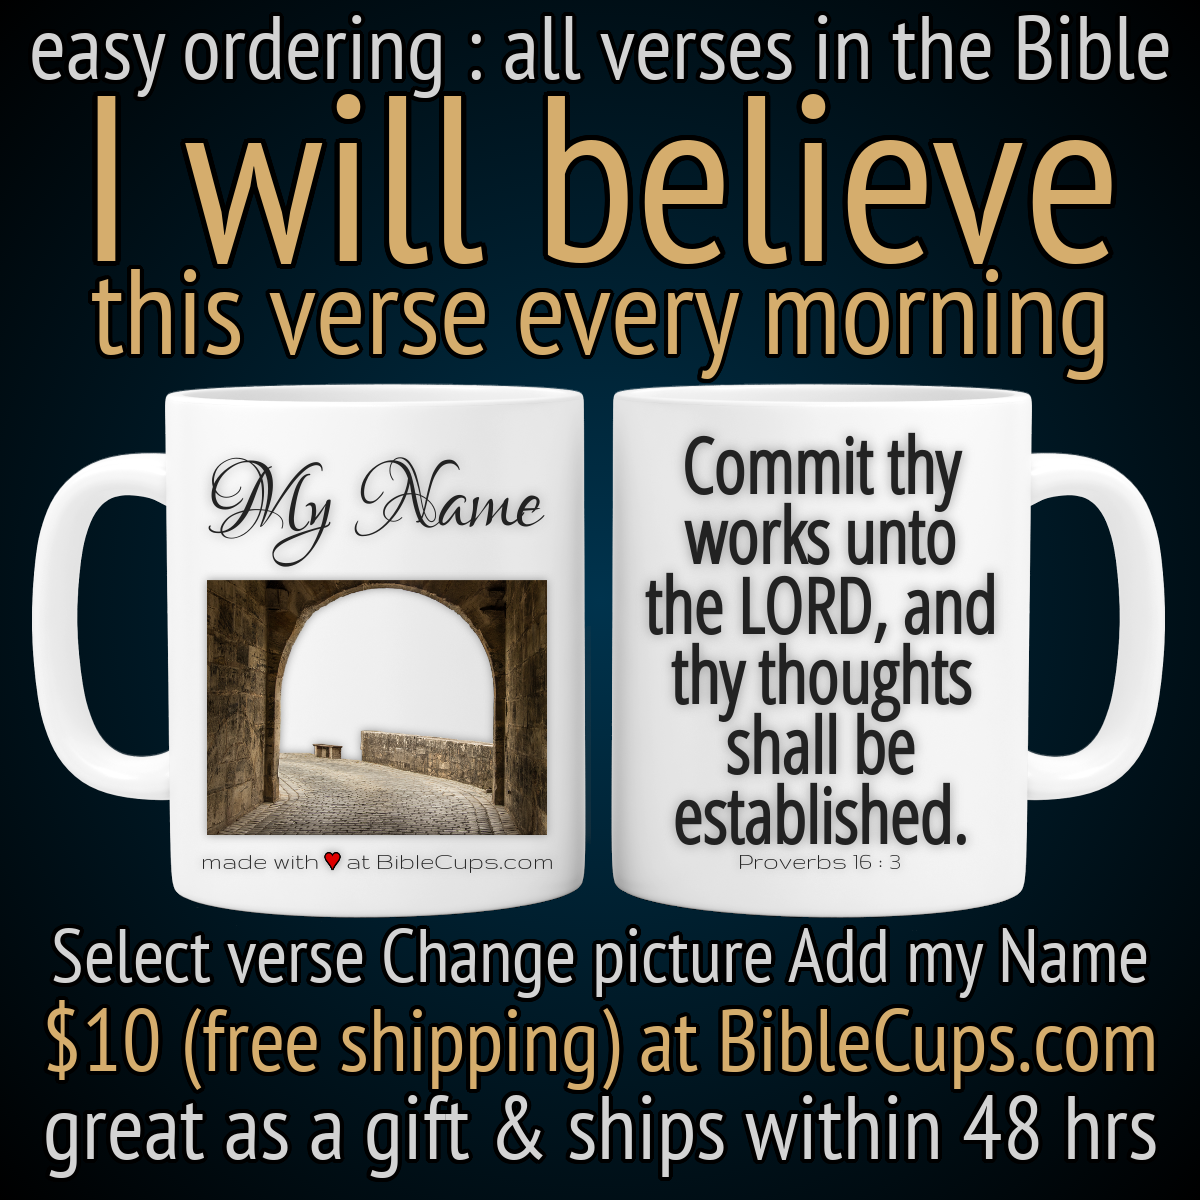 easy ordering : all verses in the Bible
I will believe
this verse every morning
My Name
made with ♥ at BibleCups.com
Commit thy
works unto
the LORD, and
thy thoughts
shall be
established.
Proverbs 16 : 3
Select verse Change picture Add my Name
$10 (free shipping) at BibleCups.com
great as a gift & ships within 48 hrs